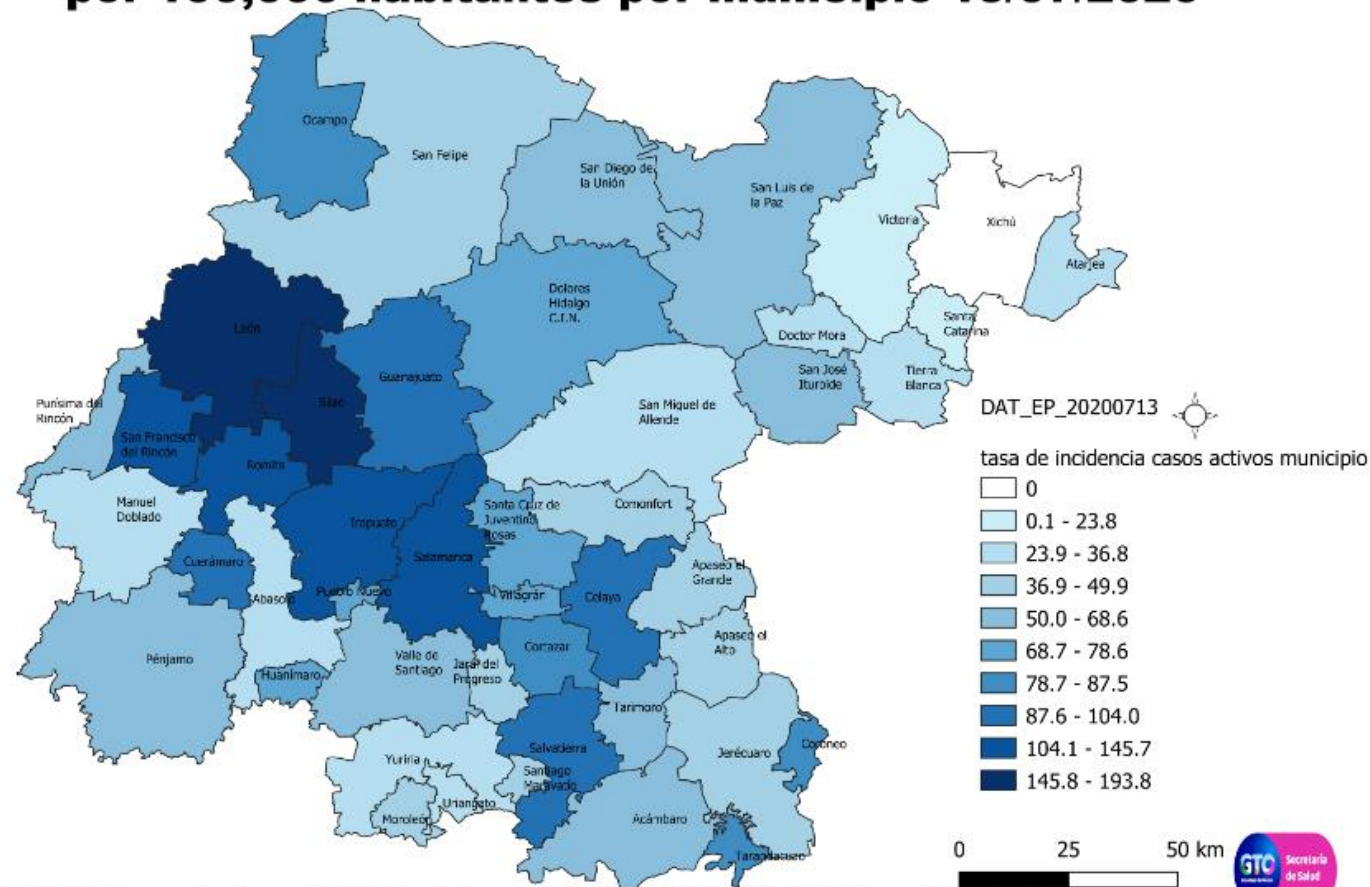 por 100,000 habitantes por municipio 13/07/2020
Ocampo
San Felipe
San Diego de
la Unión
San Luis de
la Paz
Victoria
Xichú
Atarjea
León
Dolores
Hidalgo
C.I.N.
Santa
Catarina
Doctor Mora
Silao
Guanajuato
San José
Iturbide
Tierra
Blanca
Purísima del
Rincón
San Miguel de
Allende
San Francisco
del Rincón
Romita
Manuel
Doblado
Irapuato
Santa Cruz de
Juventino
Rosas
Comonfort
Salamanca
Cuerámaro
Apaseo el
Grande
Abasolo
Pueblo Nuevo
Villagrán
Celaya
Pénjamo
Valle de
Santiago
Jaral del
Progreso
Cortazar
Apaseo el
Alto
Huanímaro
Tarimoro
Yuriria
Salvatierra
Jerécuaro
Coroneo
Santiago
Maravatío
Uriangato
Moroleón
Acámbaro
Tarandacuao
DAT_EP_20200713
tasa de incidencia casos activos municipio
0
0.1 - 23.8
23.9 - 36.8
36.9 - 49.9
50.0 - 68.6
68.7 - 78.6
78.7 - 87.5
87.6 - 104.0
104.1 - 145.7
145.8 - 193.8
0 25 50 km
GTO
Secretaría
de Salud